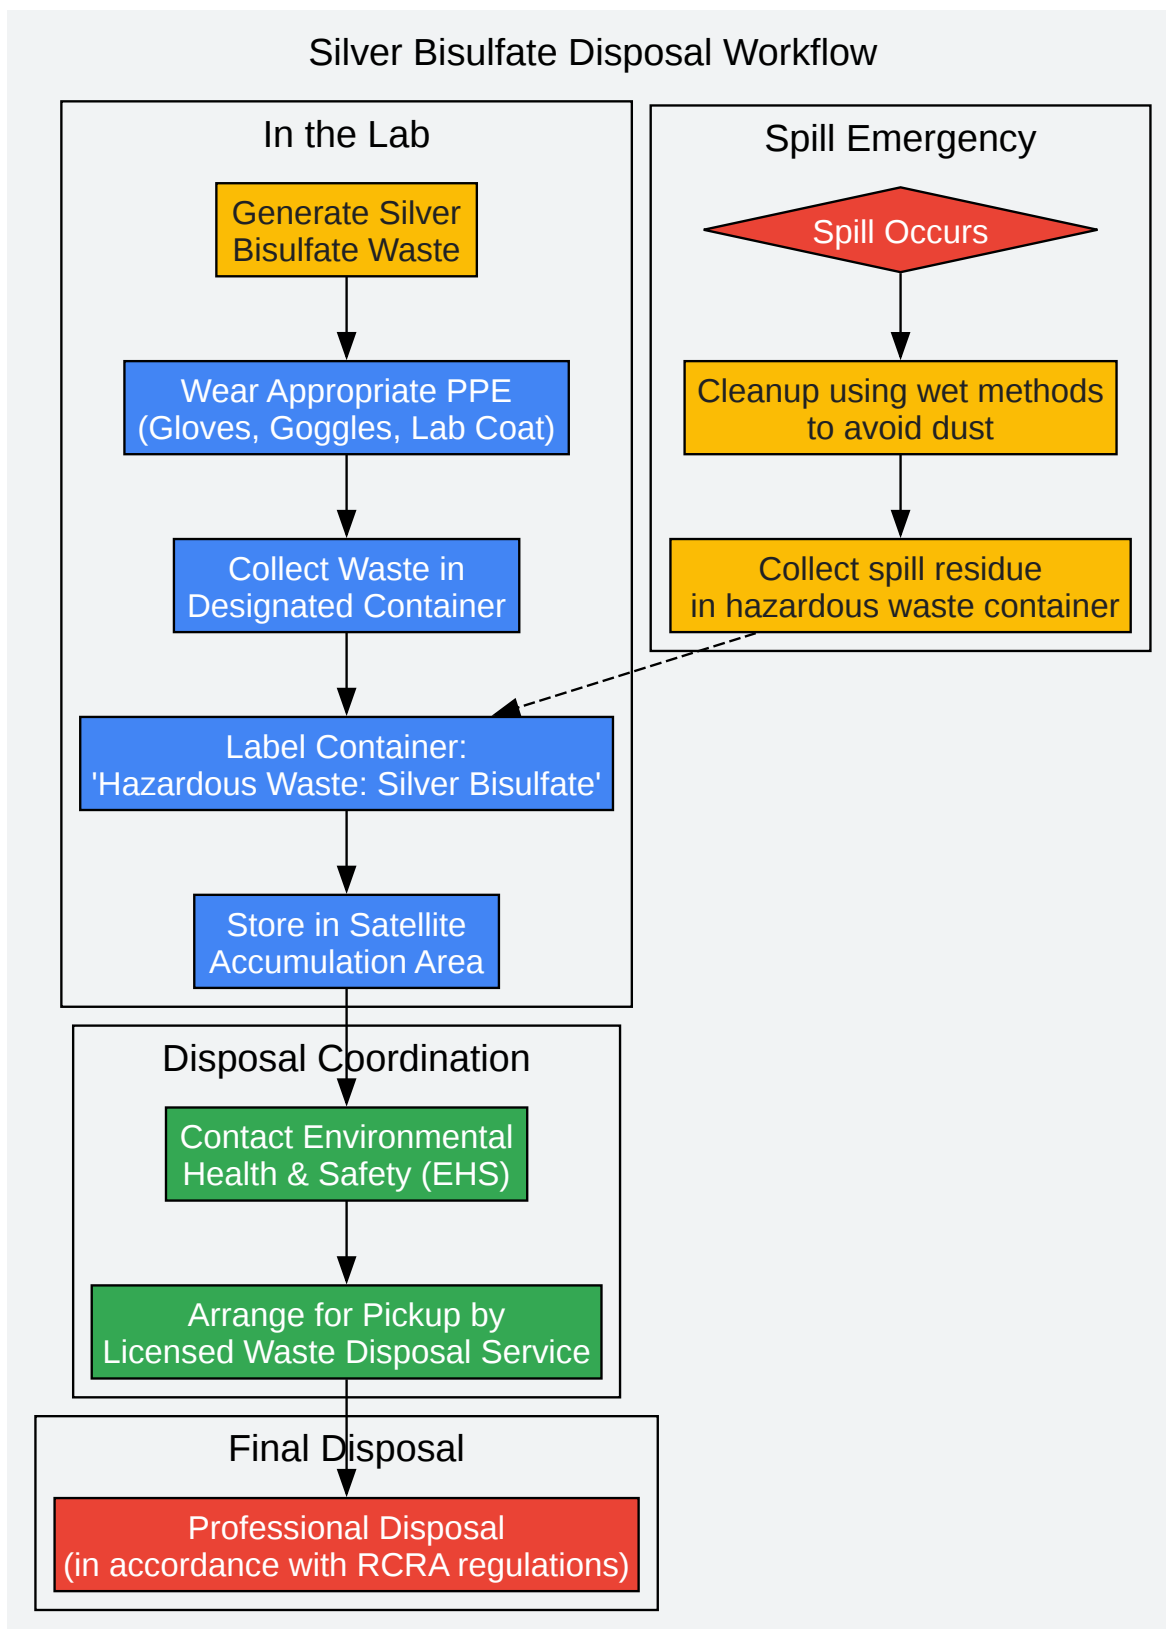 Silver Bisulfate Disposal Workflow
In the Lab
Generate Silver
Bisulfate Waste
Wear Appropriate PPE
(Gloves, Goggles, Lab Coat)
Collect Waste in
Designated Container
Label Container:
'Hazardous Waste: Silver Bisulfate'
Store in Satellite
Accumulation Area
Spill Emergency
Spill Occurs
Cleanup using wet methods
to avoid dust
Collect spill residue
in hazardous waste container
Disposal Coordination
Contact Environmental
Health & Safety (EHS)
Arrange for Pickup by
Licensed Waste Disposal Service
Final Disposal
Professional Disposal
(in accordance with RCRA regulations)